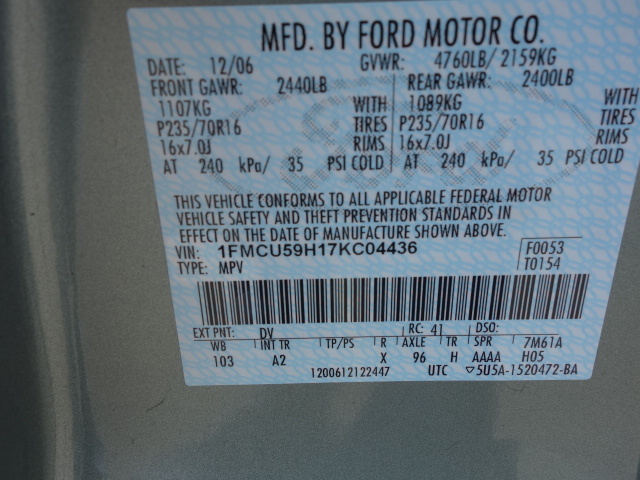 MFD. BY FORD MOTOR CO.
DATE: 12/06 GVWR: 4760LB/ 2159KG
FRONT GAWR: 2440LB REAR GAWR: 2400LB
1107KG WITH 1089KG WITH
P235/70R16 TIRES P235/70R16 TIRES
16x7.0J RIMS 16x7.0J RIMS
AT 240 kPa/ 35 PSI COLD AT 240 kPa/ 35 PSI COLD
THIS VEHICLE CONFORMS TO ALL APPLICABLE FEDERAL MOTOR
VEHICLE SAFETY AND THEFT PREVENTION STANDARDS IN
EFFECT ON THE DATE OF MANUFACTURE SHOWN ABOVE.
VIN: 1FMCU59H17KC04436 F0053
TYPE: MPV T0154
EXT PNT: DV RC: 41 DSO:
WB INT TR TP/PS R AXLE TR SPR 7M61A
103 A2 X 96 H AAAA H05
1200612122447 UTC ▽5U5A-1520472-BA